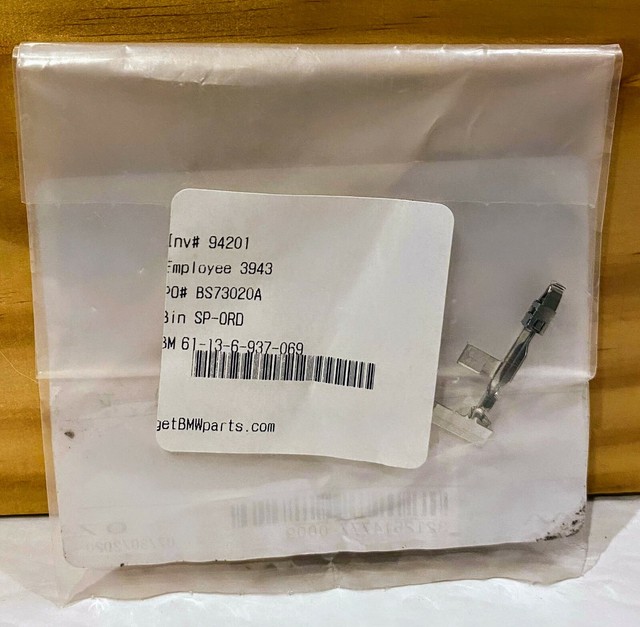 Inv# 94201
Employee 3943
PO# BS73020A
Bin SP-ORD
BM 61-13-6-937-069
getBMWparts.com